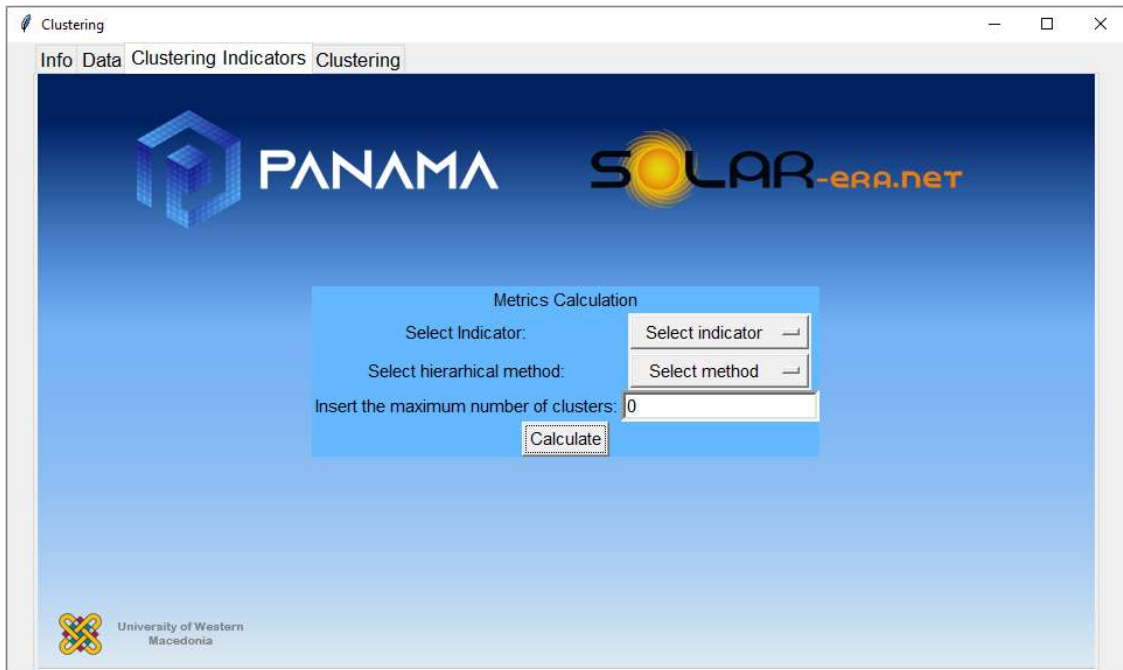 Clustering
Info Data Clustering Indicators Clustering
PANAMA
SOLAR-eRA.neT
Metrics Calculation
Select Indicator: Select indicator
Select hierarhical method: Select method
Insert the maximum number of clusters: 0
Calculate
University of Western
Macedonia